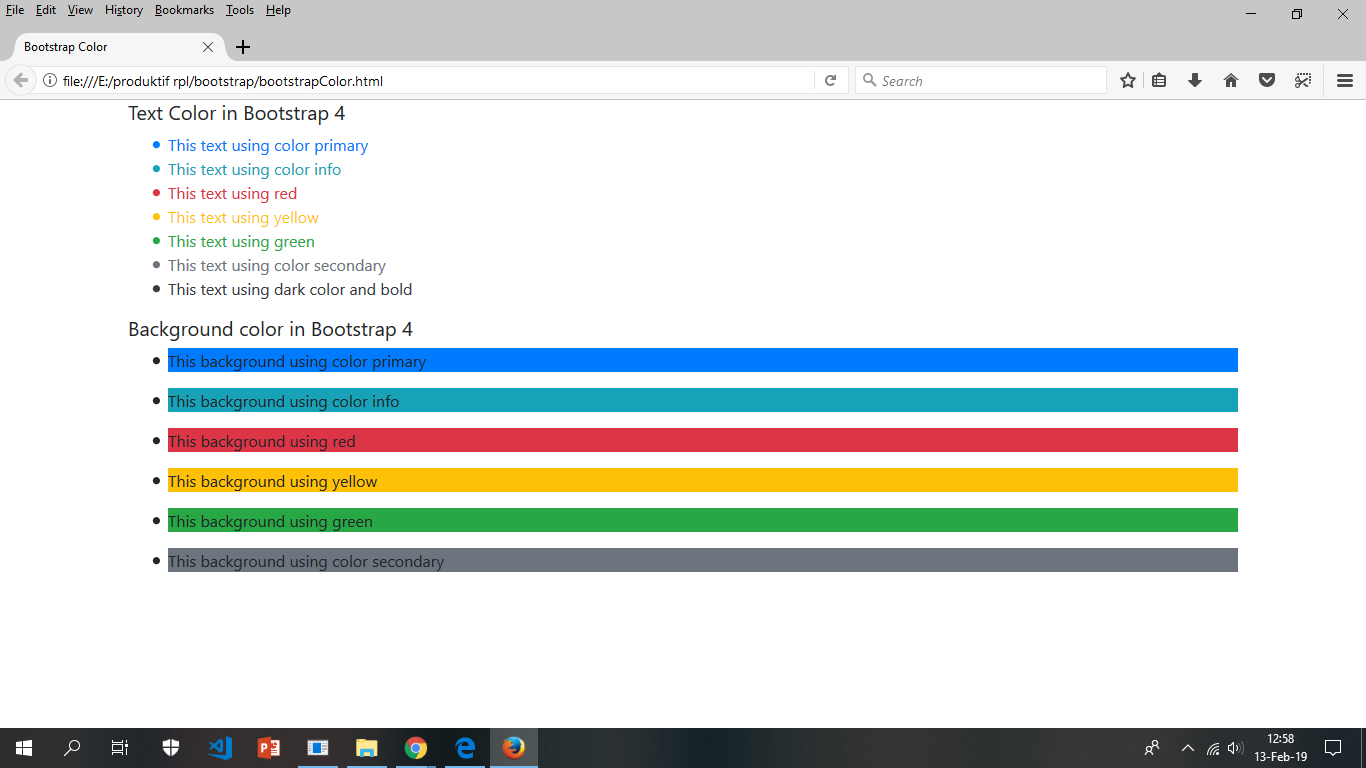 File Edit View History Bookmarks Tools Help
Bootstrap Color
file:///E:/produktif rpl/bootstrap/bootstrapColor.html
Search
Text Color in Bootstrap 4
This text using color primary
This text using color info
This text using red
This text using yellow
This text using green
This text using color secondary
This text using dark color and bold
Background color in Bootstrap 4
This background using color primary
This background using color info
This background using red
This background using yellow
This background using green
This background using color secondary
12:58
13-Feb-19